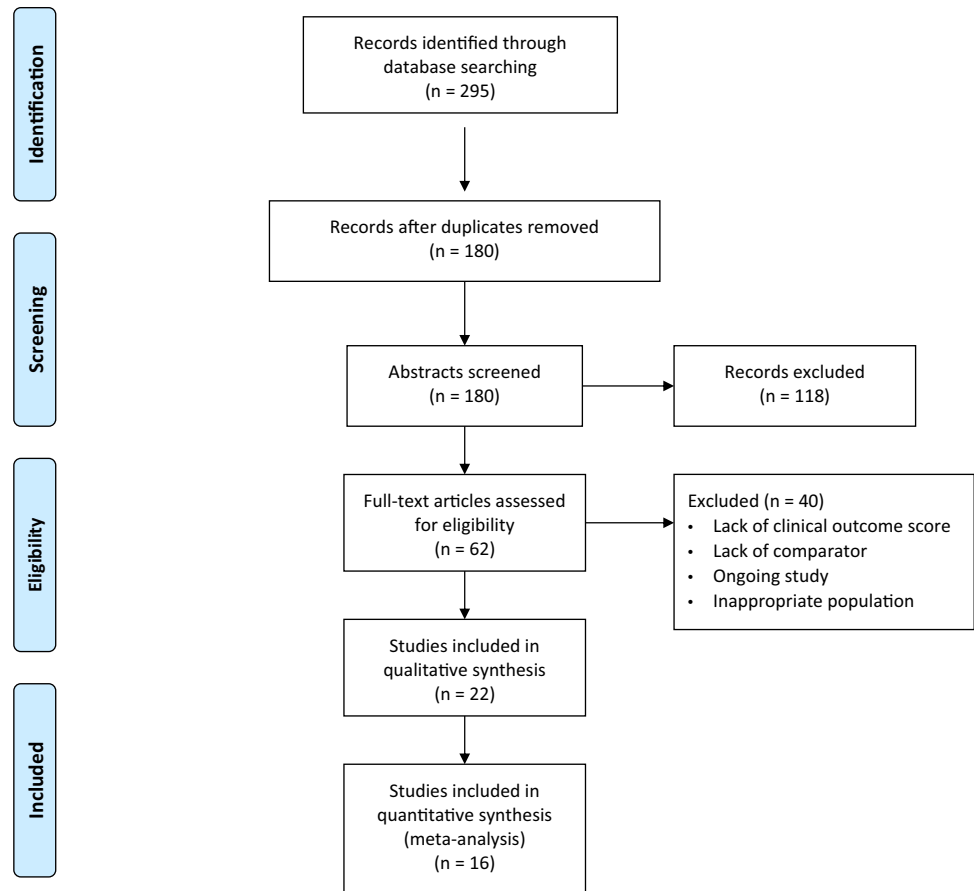 Identification
Records identified through
database searching
(n = 295)
Records after duplicates removed
(n = 180)
Screening
Abstracts screened
(n = 180)
Records excluded
(n = 118)
Eligibility
Full-text articles assessed
for eligibility
(n = 62)
Excluded (n = 40)
• Lack of clinical outcome score
• Lack of comparator
• Ongoing study
• Inappropriate population
Studies included in
qualitative synthesis
(n = 22)
Included
Studies included in
quantitative synthesis
(meta-analysis)
(n = 16)